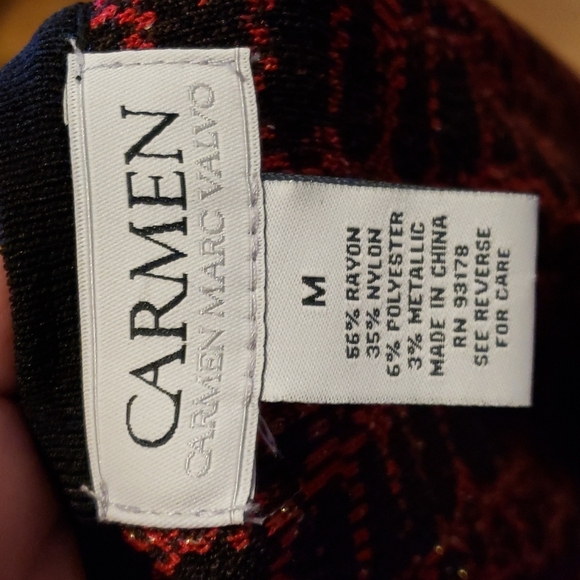 CARMEN
CARMEN MARC VALVO
M
56% RAYON
35% NYLON
6% POLYESTER
3% METALLIC
MADE IN CHINA
RN 93178
SEE REVERSE
FOR CARE